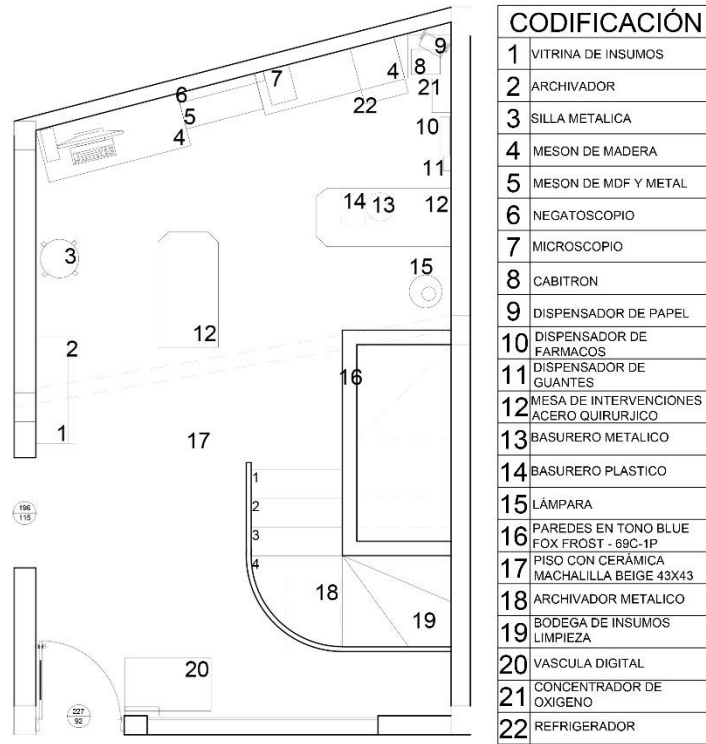 9
7
4
8
6
22
21
5
4
10
11
14
13
12
3
15
12
2
16
1
17
1
2
196
115
3
4
18
19
20
227
92
CODIFICACIÓN
1 VITRINA DE INSUMOS
2 ARCHIVADOR
3 SILLA METALICA
4 MESON DE MADERA
5 MESON DE MDF Y METAL
6 NEGATOSCOPIO
7 MICROSCOPIO
8 CABITRON
9 DISPENSADOR DE PAPEL
10 DISPENSADOR DE
FARMACOS
11 DISPENSADOR DE
GUANTES
12 MESA DE INTERVENCIONES
ACERO QUIRURJICO
13 BASURERO METALICO
14 BASURERO PLASTICO
15 LÁMPARA
16 PAREDES EN TONO BLUE
FOX FROST - 69C-1P
17 PISO CON CERÁMICA
MACHALILLA BEIGE 43X43
18 ARCHIVADOR METALICO
19 BODEGA DE INSUMOS
LIMPIEZA
20 VASCULA DIGITAL
21 CONCENTRADOR DE
OXIGENO
22 REFRIGERADOR